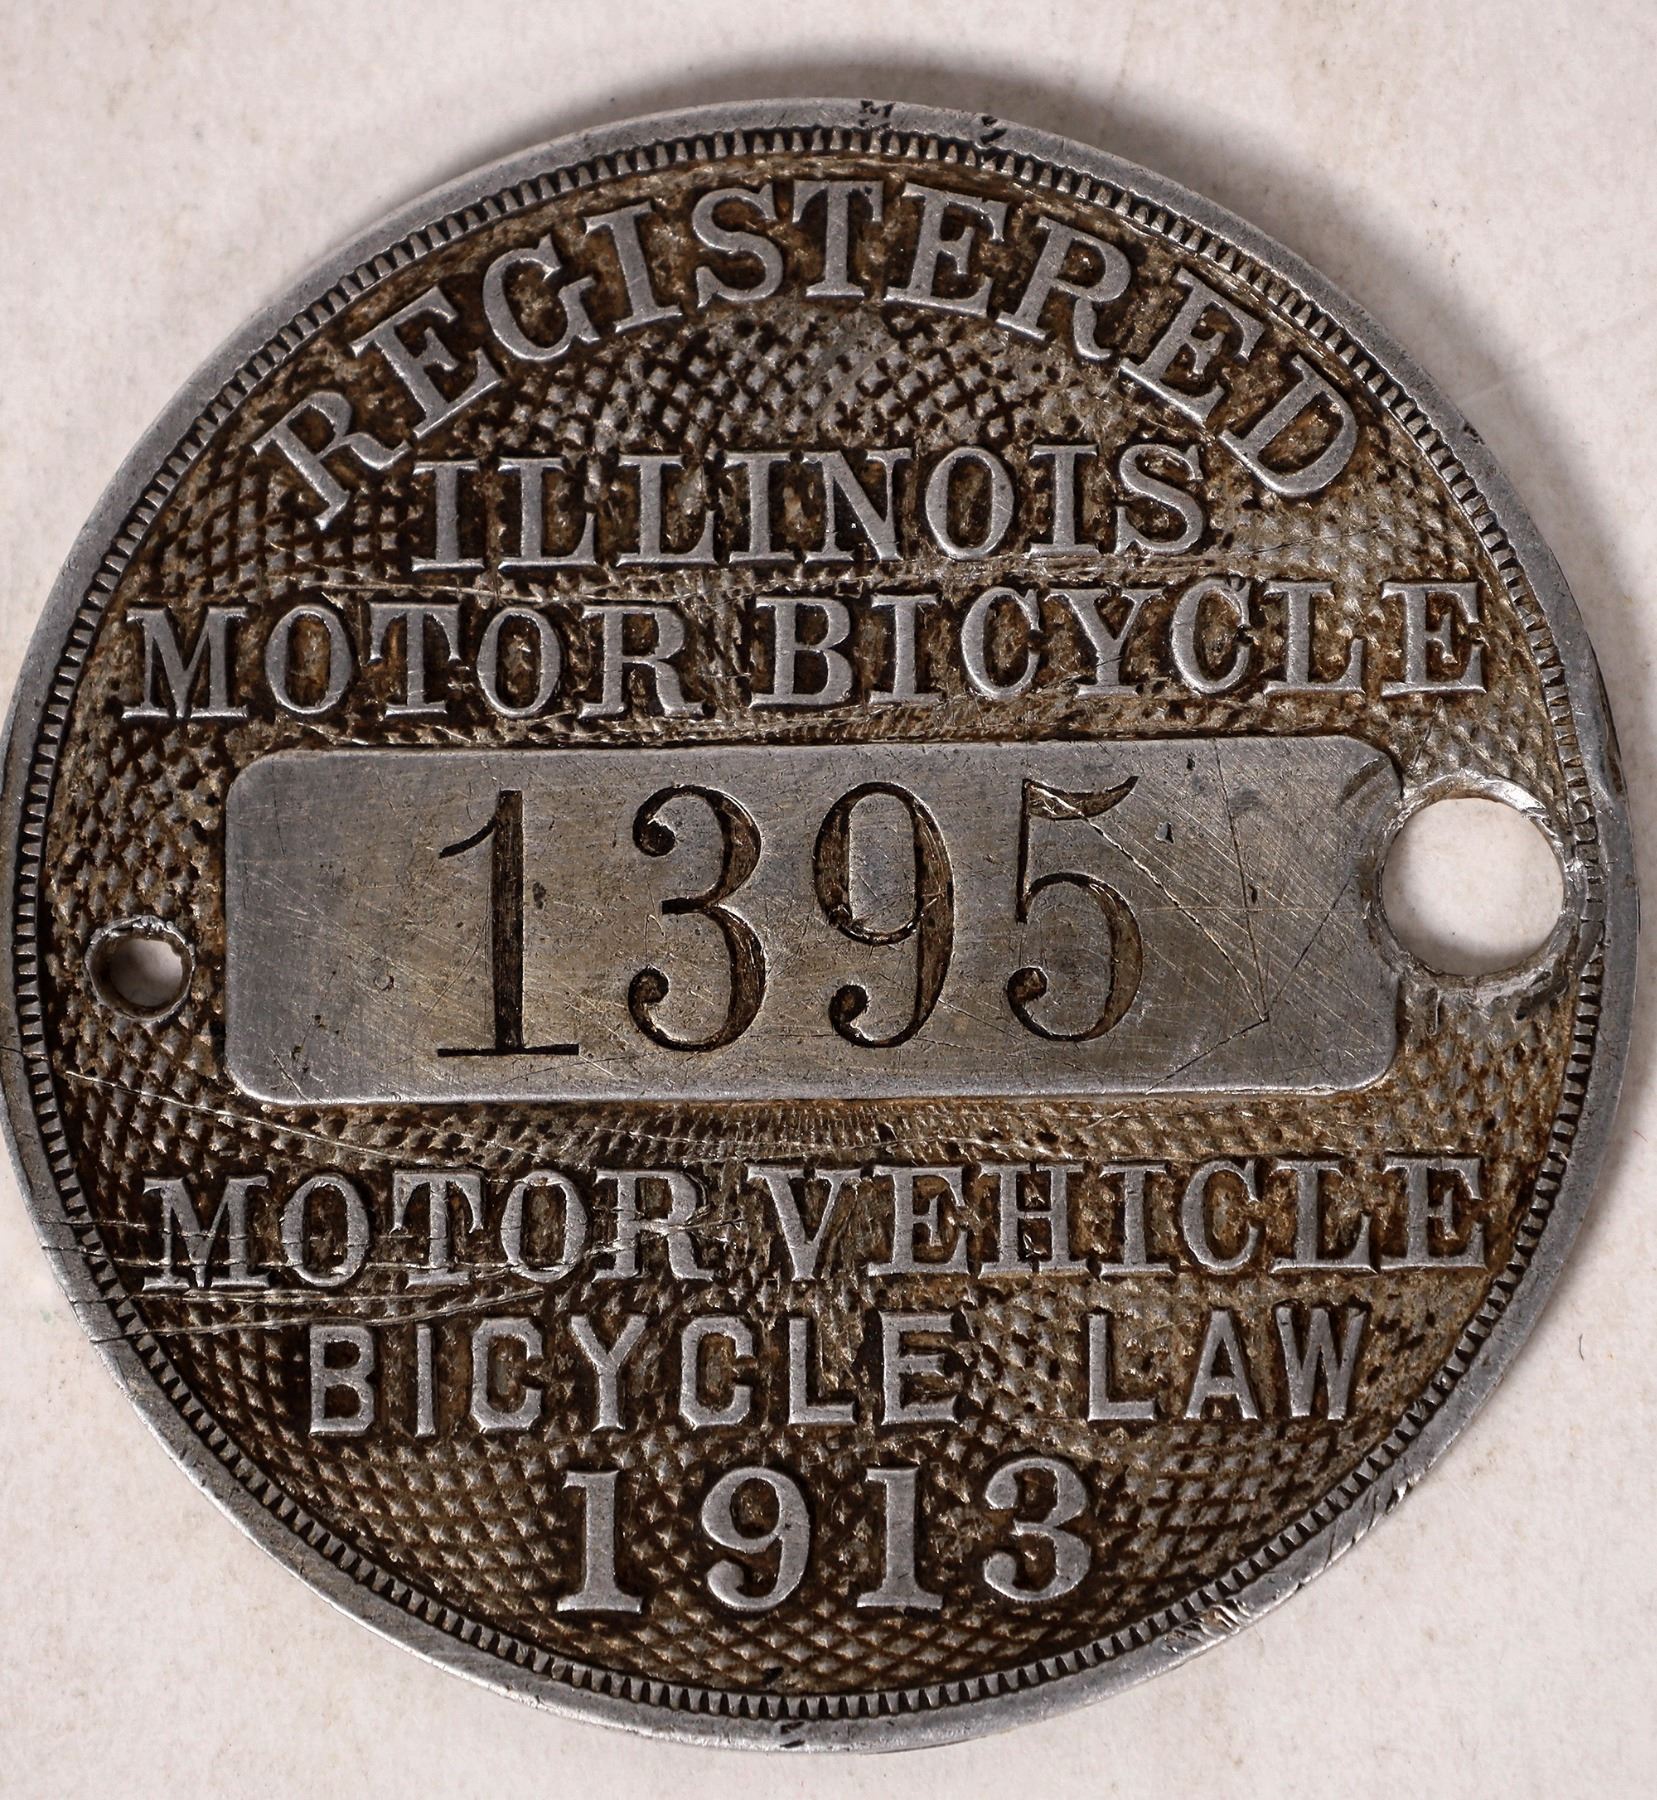 REGISTERED
ILLINOIS
MOTOR BICYCLE
1395
MOTOR VEHICLE
BICYCLE LAW
1913